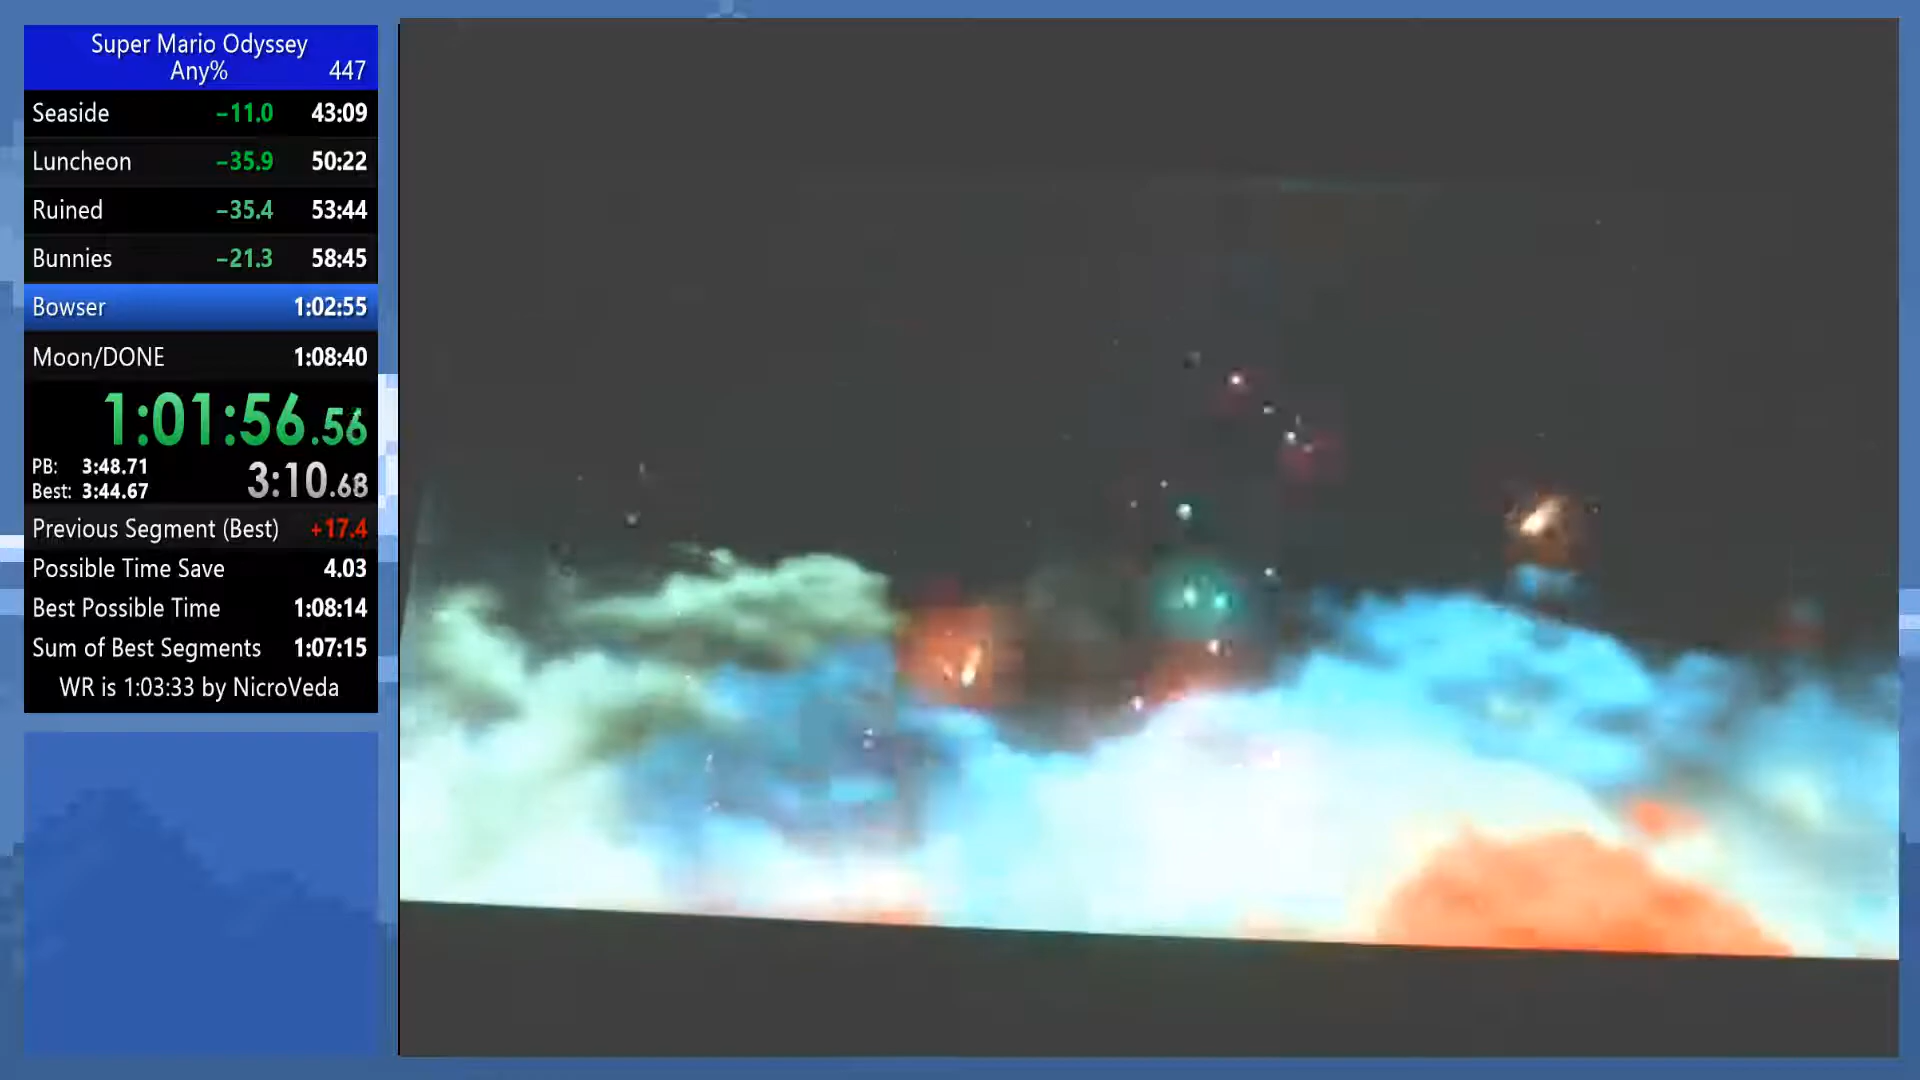 Super Mario Odyssey
Any% 447
Seaside −11.0 43:09
Luncheon −35.9 50:22
Ruined −35.4 53:44
Bunnies −21.3 58:45
Bowser 1:02:55
Moon/DONE 1:08:40
1:01:56.56
PB: 3:48.71
Best: 3:44.67
3:10.68
Previous Segment (Best) +17.4
Possible Time Save 4.03
Best Possible Time 1:08:14
Sum of Best Segments 1:07:15
WR is 1:03:33 by NicroVeda